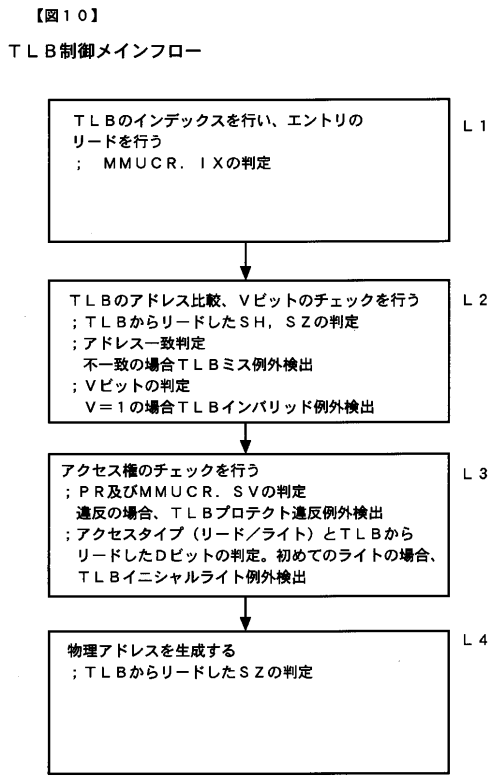 【図１０】
ＴＬＢ制御メインフロー
ＴＬＢのインデックスを行い、エントリの
リードを行う
；　ＭＭＵＣＲ．ＩＸの判定
Ｌ１
ＴＬＢのアドレス比較、Ｖビットのチェックを行う
；ＴＬＢからリードしたＳＨ，ＳＺの判定
；アドレス一致判定
不一致の場合ＴＬＢミス例外検出
；Ｖビットの判定
Ｖ＝１の場合ＴＬＢインバリッド例外検出
Ｌ２
アクセス権のチェックを行う
；ＰＲ及びＭＭＵＣＲ．ＳＶの判定
違反の場合、ＴＬＢプロテクト違反例外検出
；アクセスタイプ（リード／ライト）とＴＬＢから
リードしたＤビットの判定。初めてのライトの場合、
ＴＬＢイニシャルライト例外検出
Ｌ３
物理アドレスを生成する
；ＴＬＢからリードしたＳＺの判定
Ｌ４